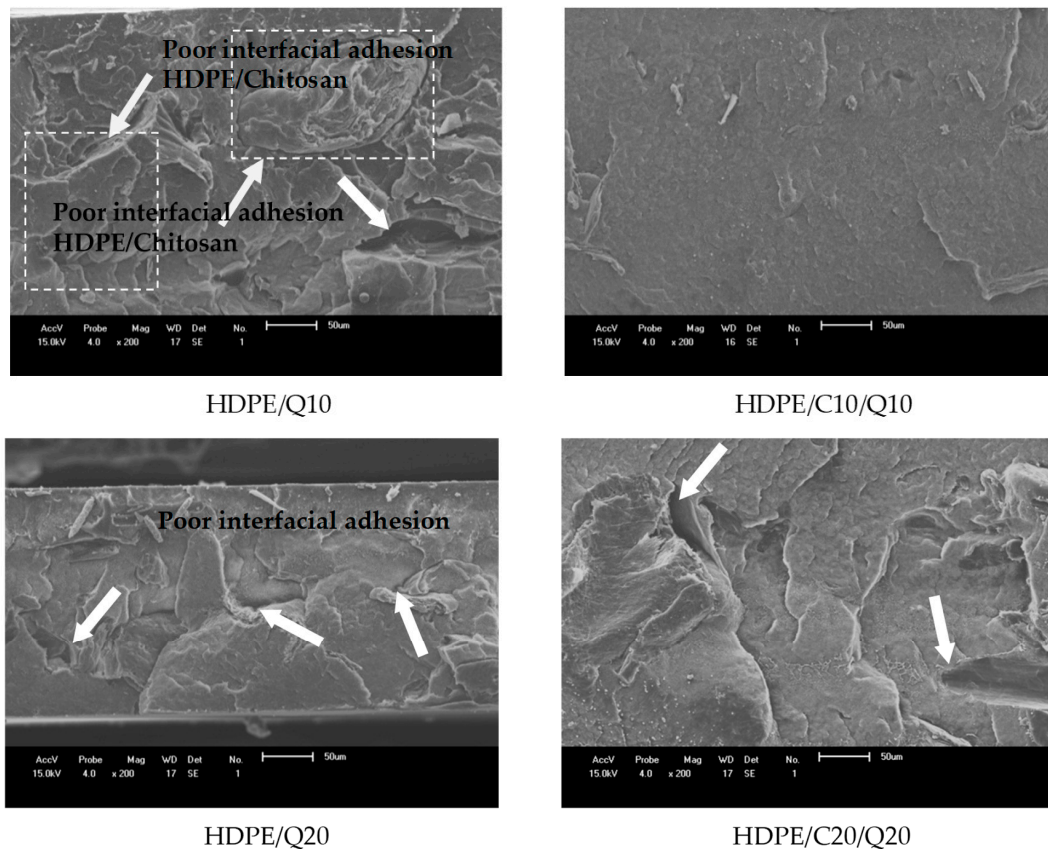 Poor interfacial adhesion
HDPE/Chitosan
Poor interfacial adhesion
HDPE/Chitosan
AccV Probe Mag WD Det No. 50um
15.0kV 4.0 x 200 17 SE 1
HDPE/Q10
AccV Probe Mag WD Det No. 50um
15.0kV 4.0 x 200 16 SE 1
HDPE/C10/Q10
Poor interfacial adhesion
AccV Probe Mag WD Det No. 50um
15.0kV 4.0 x 200 17 SE 1
HDPE/Q20
AccV Probe Mag WD Det No. 50um
15.0kV 4.0 x 200 17 SE 1
HDPE/C20/Q20